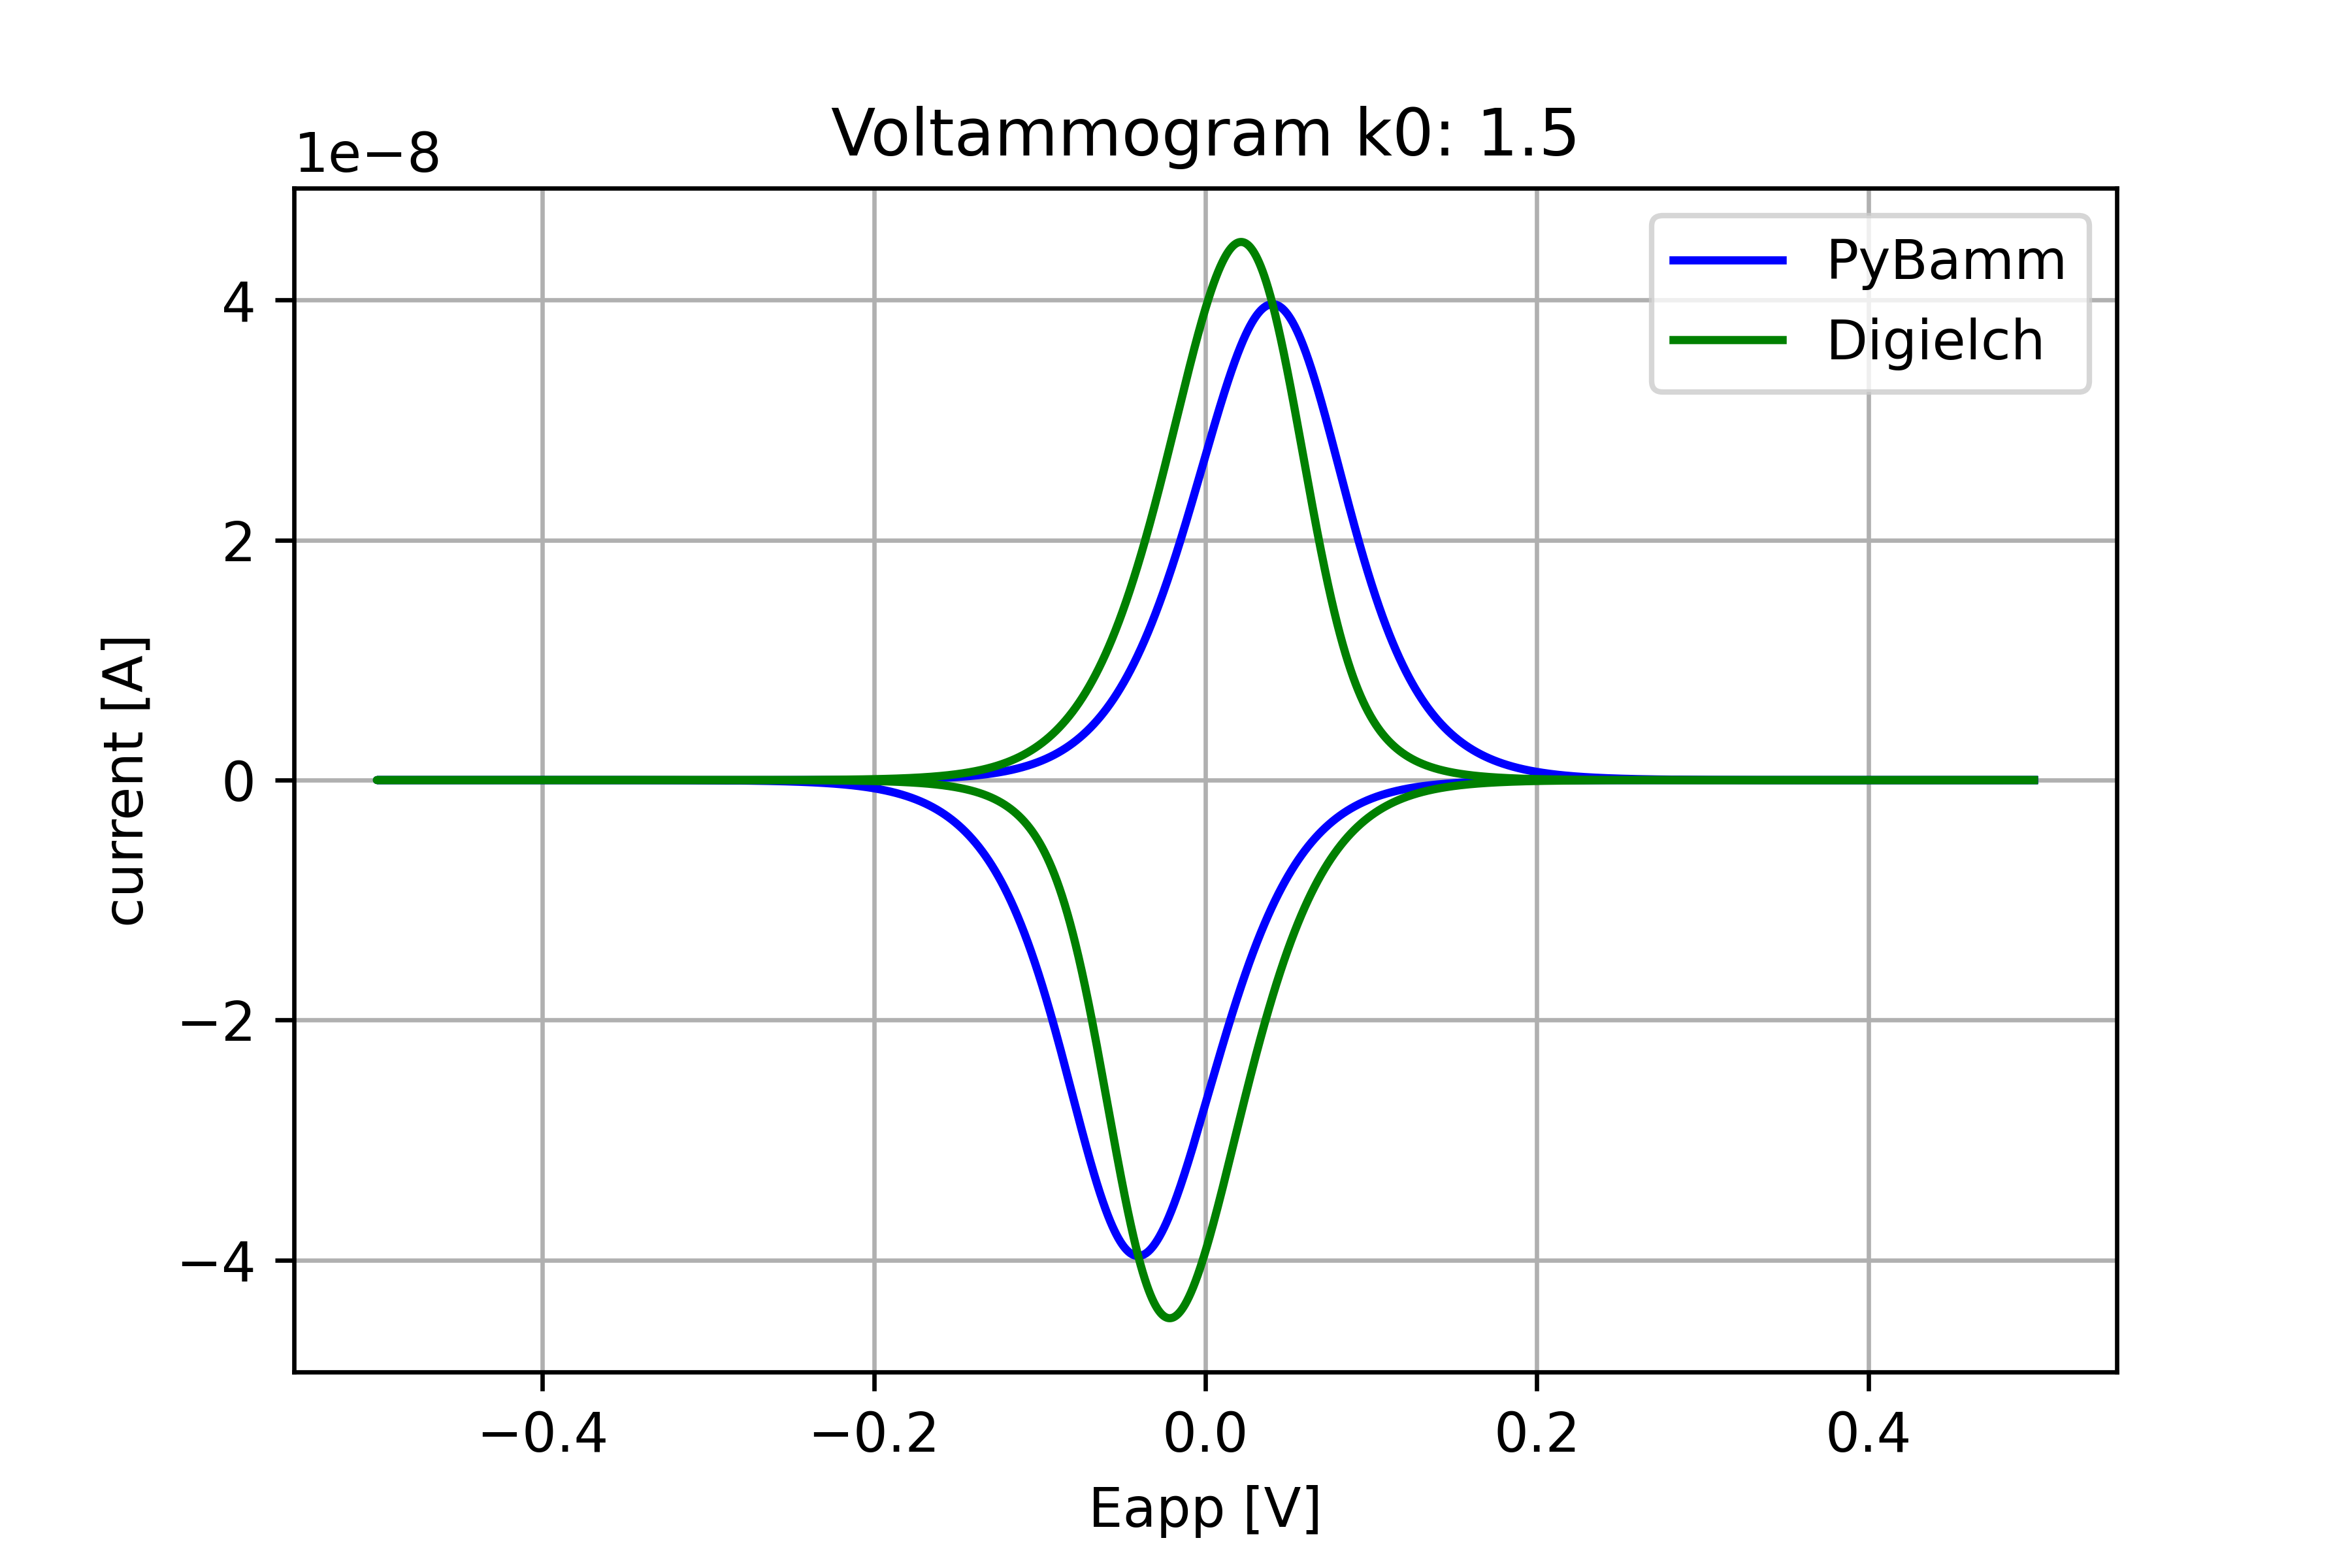 Voltammogram k0: 1.5
1e−8
PyBamm
Digielch
4
2
0
−2
−4
current [A]
−0.4 −0.2 0.0 0.2 0.4
Eapp [V]